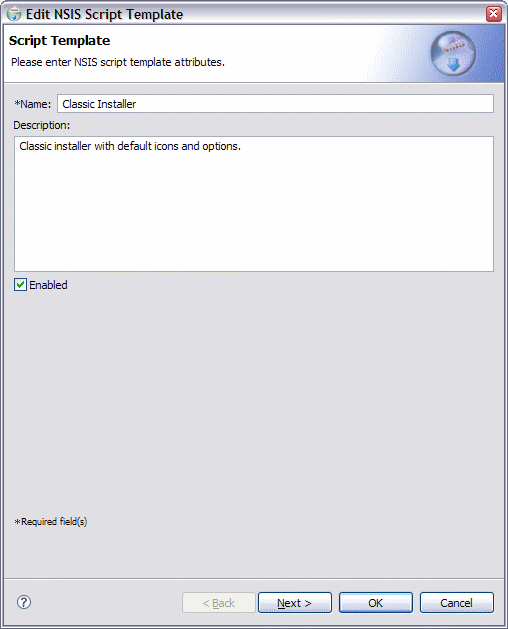 Edit NSIS Script Template
Script Template
Please enter NSIS script template attributes.
*Name: Classic Installer
Description:
Classic installer with default icons and options.
Enabled
*Required field(s)
? < Back Next > OK Cancel